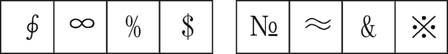 ∮ ∞ % $ № ≈ & ※